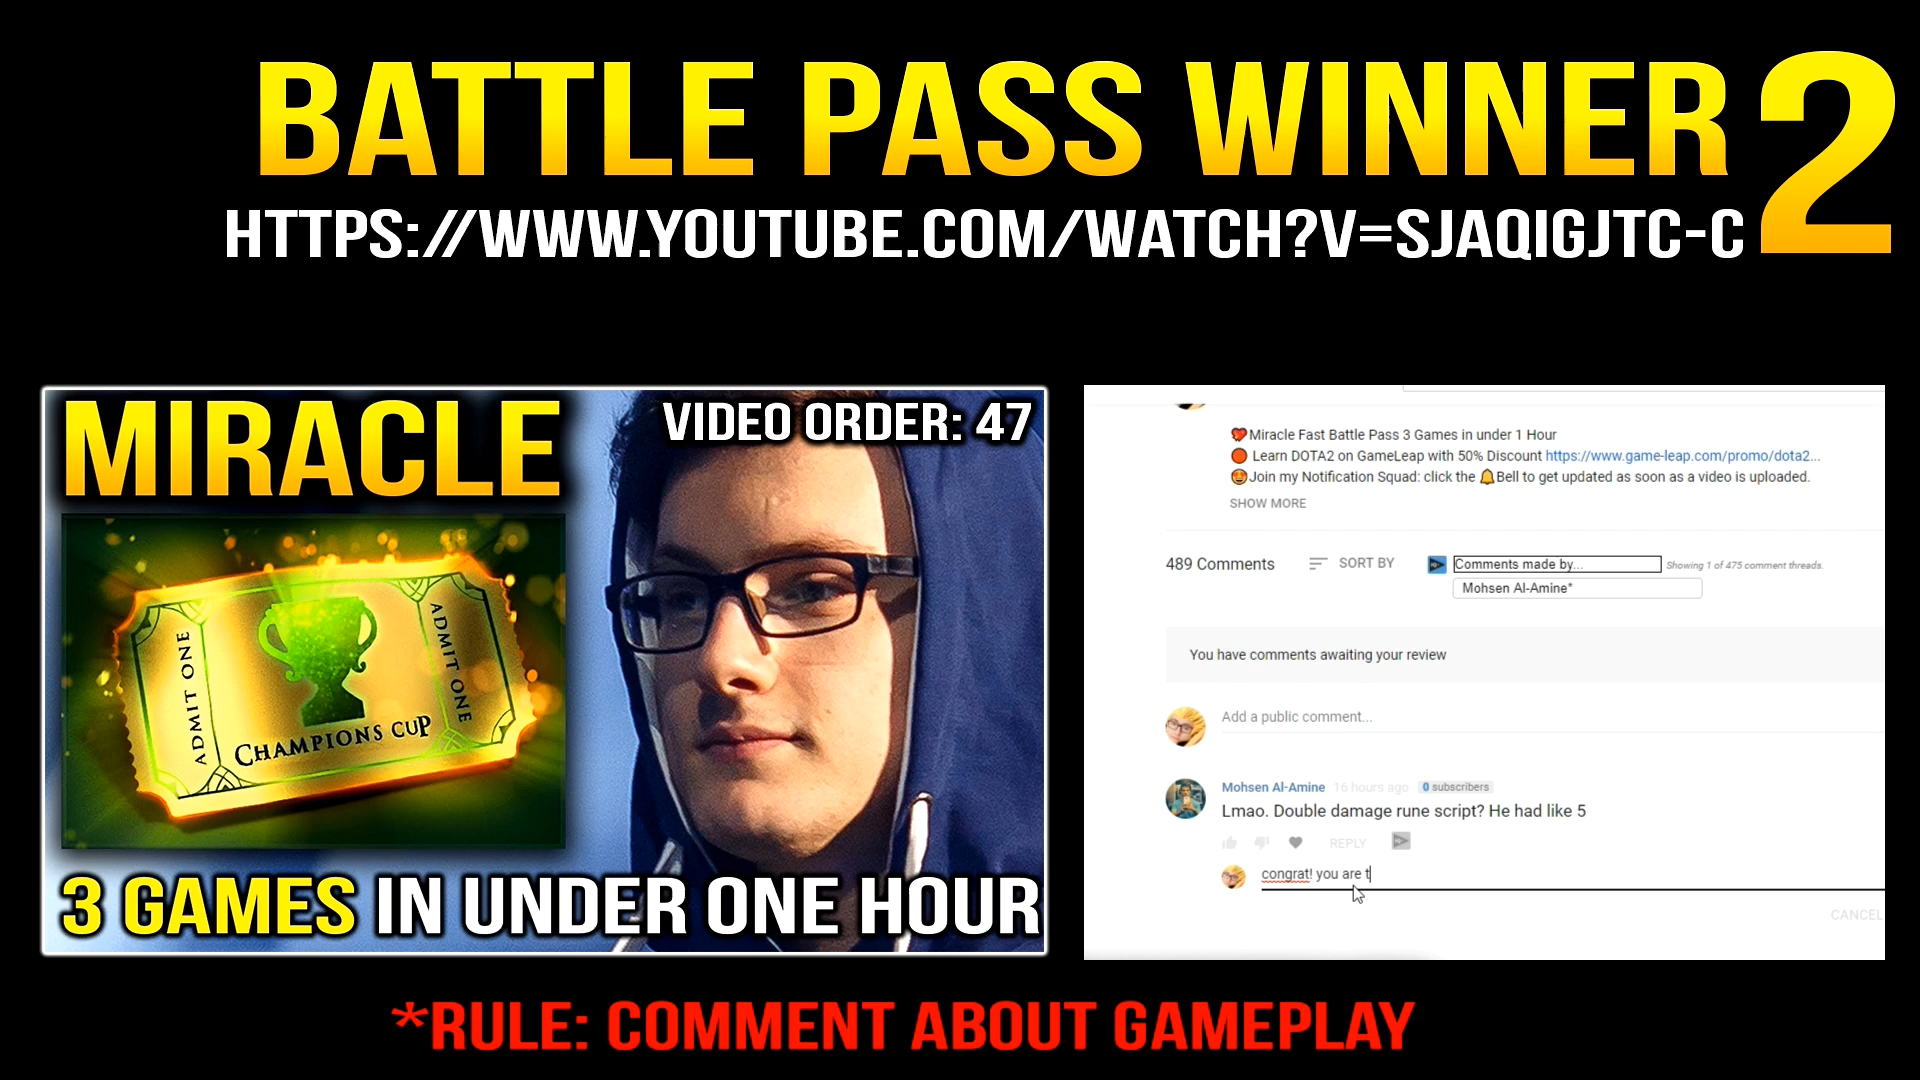 BATTLE PASS WINNER 2
HTTPS://WWW.YOUTUBE.COM/WATCH?V=SJAQIGJTC-C
MIRACLE
VIDEO ORDER: 47
ADMIT ONE
CHAMPIONS CUP
ADMIT ONE
3 GAMES IN UNDER ONE HOUR
Miracle Fast Battle Pass 3 Games in under 1 Hour
Learn DOTA2 on GameLeap with 50% Discount https://www.game-leap.com/promo/dota2...
Join my Notification Squad: click the Bell to get updated as soon as a video is uploaded.
SHOW MORE
489 Comments SORT BY Comments made by... Showing 1 of 475 comment threads.
Mohsen Al-Amine*
You have comments awaiting your review
Add a public comment...
Mohsen Al-Amine 16 hours ago 0 subscribers
Lmao. Double damage rune script? He had like 5
REPLY
congrat! you are t
CANCEL
*RULE: COMMENT ABOUT GAMEPLAY